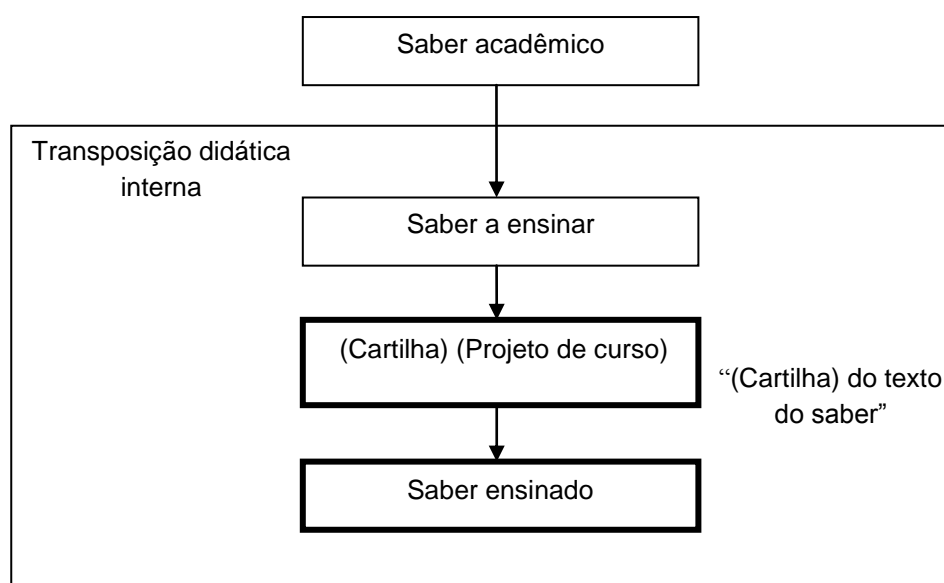 Saber acadêmico
Transposição didática
interna
Saber a ensinar
(Cartilha) (Projeto de curso)
“(Cartilha) do texto
do saber”
Saber ensinado